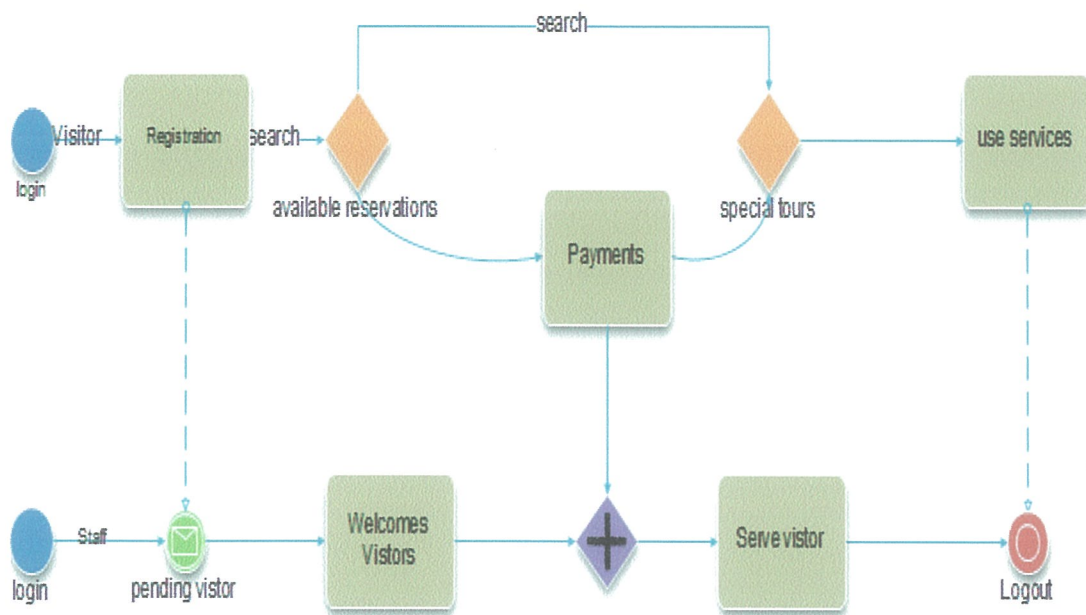 search
Visitor
Registration
search
use services
login
available reservations
special tours
Payments
Staff
Welcomes
Vistors
Serve vistor
login
pending vistor
Logout